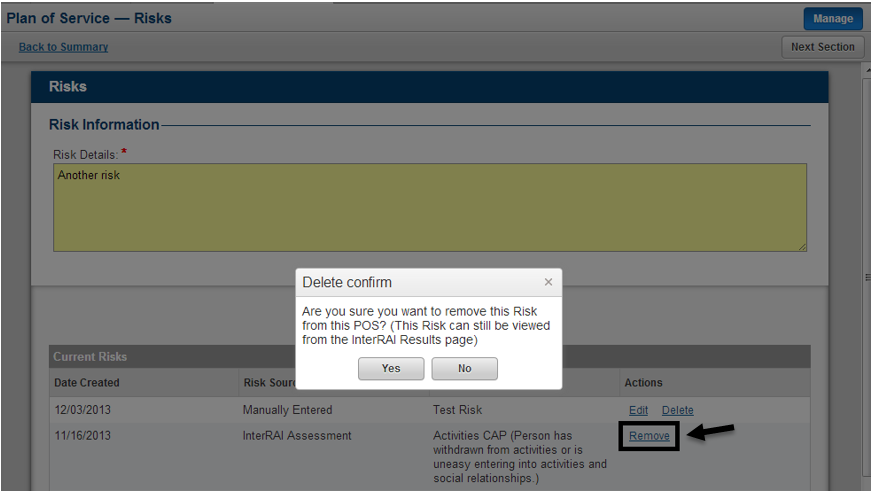 Plan of Service — Risks
Manage
Back to Summary
Next Section
Risks
Risk Information
Risk Details: *
Another risk
Delete confirm ×
Are you sure you want to remove this Risk
from this POS? (This Risk can still be viewed
from the InterRAI Results page)
Yes No
Current Risks
Date Created Risk Actions
12/03/2013 Manually Entered Test Risk Edit Delete
11/16/2013 InterRAI Assessment Activities CAP (Person has Remove
withdrawn from activities or is
uneasy entering into activities and
social relationships.)